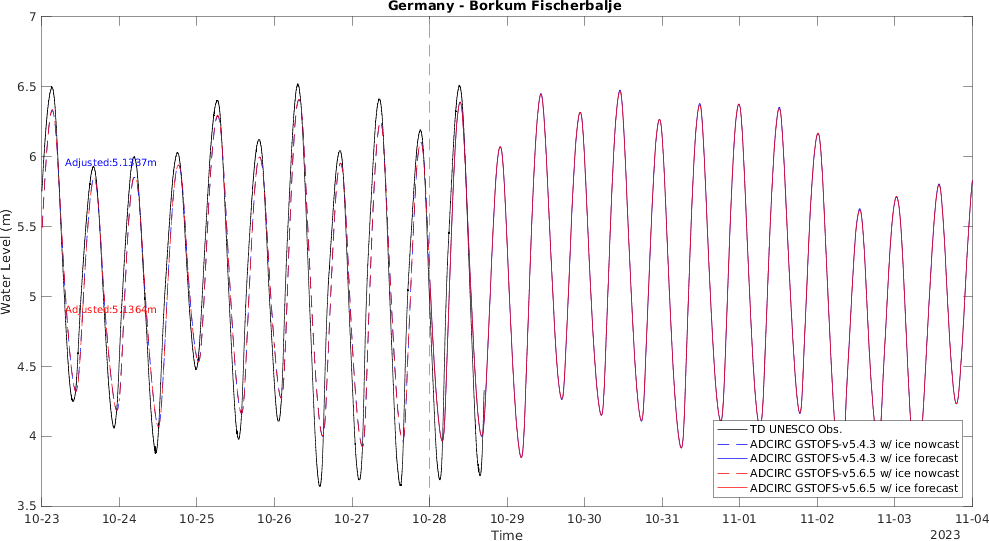 Germany - Borkum Fischerbalje
7
6.5
6
5.5
5
4.5
4
3.5
Water Level (m)
Adjusted:5.1337m
Adjusted:5.1364m
TD UNESCO Obs.
ADCIRC GSTOFS-v5.4.3 w/ ice nowcast
ADCIRC GSTOFS-v5.4.3 w/ ice forecast
ADCIRC GSTOFS-v5.6.5 w/ ice nowcast
ADCIRC GSTOFS-v5.6.5 w/ ice forecast
10-23 10-24 10-25 10-26 10-27 10-28 10-29 10-30 10-31 11-01 11-02 11-03 11-04
Time
2023